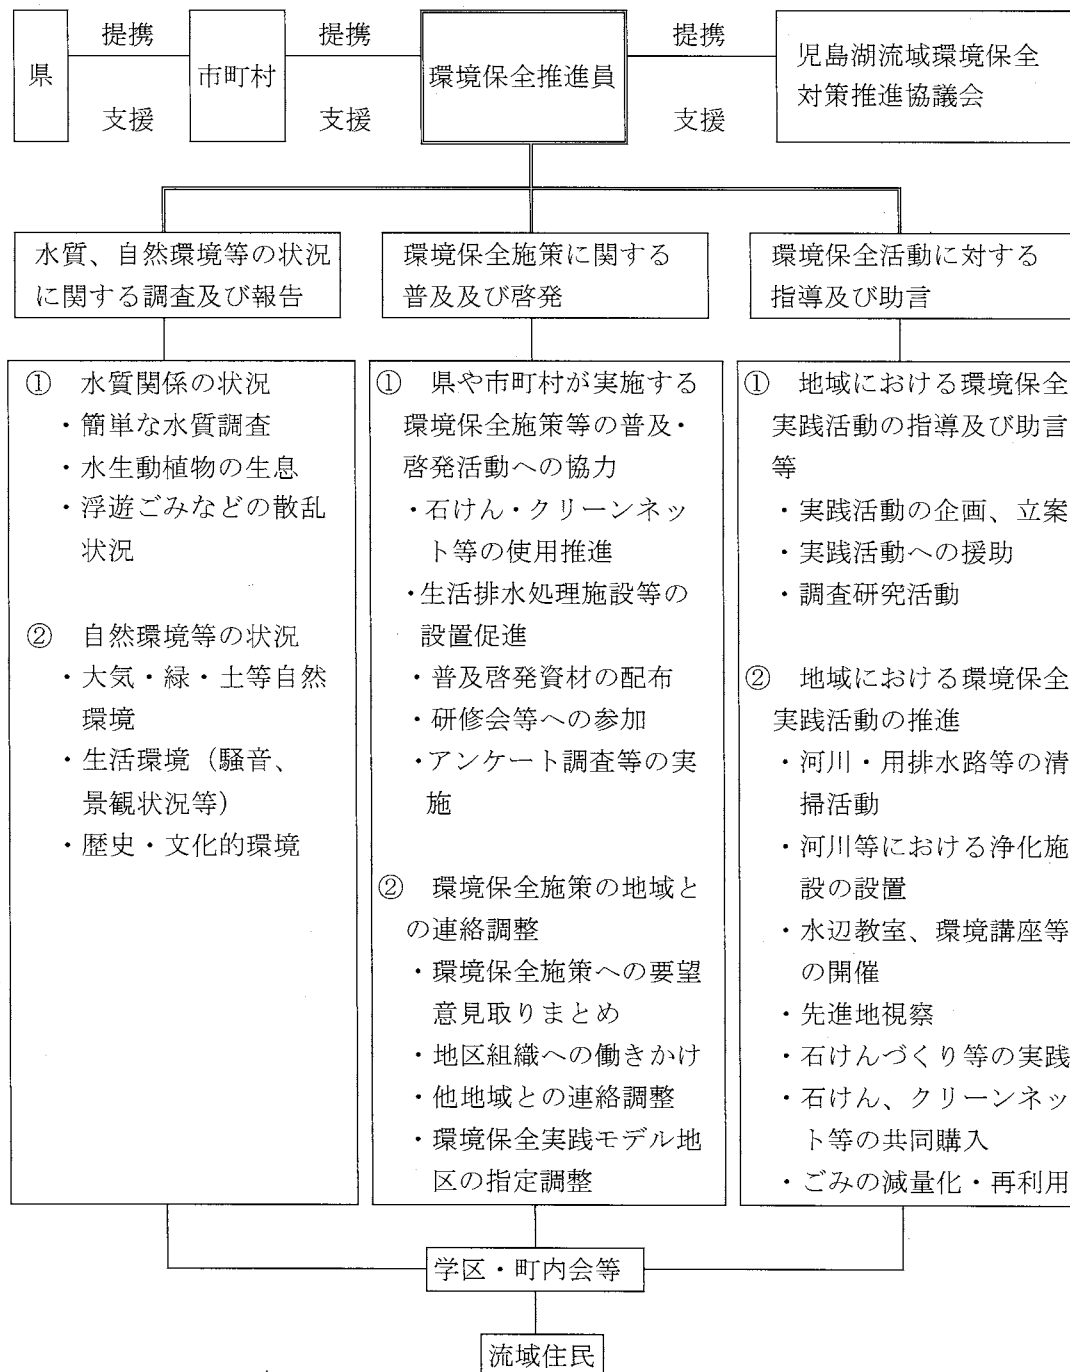 県
提携
支援
市町村
提携
支援
環境保全推進員
提携
支援
児島湖流域環境保全
対策推進協議会
水質、自然環境等の状況
に関する調査及び報告
環境保全施策に関する
普及及び啓発
環境保全活動に対する
指導及び助言
① 水質関係の状況
・簡単な水質調査
・水生動植物の生息
・浮遊ごみなどの散乱
状況
② 自然環境等の状況
・大気・緑・土等自然
環境
・生活環境（騒音、
景観状況等）
・歴史・文化的環境
① 県や市町村が実施する
環境保全施策等の普及・
啓発活動への協力
・石けん・クリーンネッ
ト等の使用推進
・生活排水処理施設等の
設置促進
・普及啓発資材の配布
・研修会等への参加
・アンケート調査等の実
施
② 環境保全施策の地域と
の連絡調整
・環境保全施策への要望
意見取りまとめ
・地区組織への働きかけ
・他地域との連絡調整
・環境保全実践モデル地
区の指定調整
① 地域における環境保全
実践活動の指導及び助言
等
・実践活動の企画、立案
・実践活動への援助
・調査研究活動
② 地域における環境保全
実践活動の推進
・河川・用排水路等の清
掃活動
・河川等における浄化施
設の設置
・水辺教室、環境講座等
の開催
・先進地視察
・石けんづくり等の実践
・石けん、クリーンネッ
ト等の共同購入
・ごみの減量化・再利用
学区・町内会等
流域住民